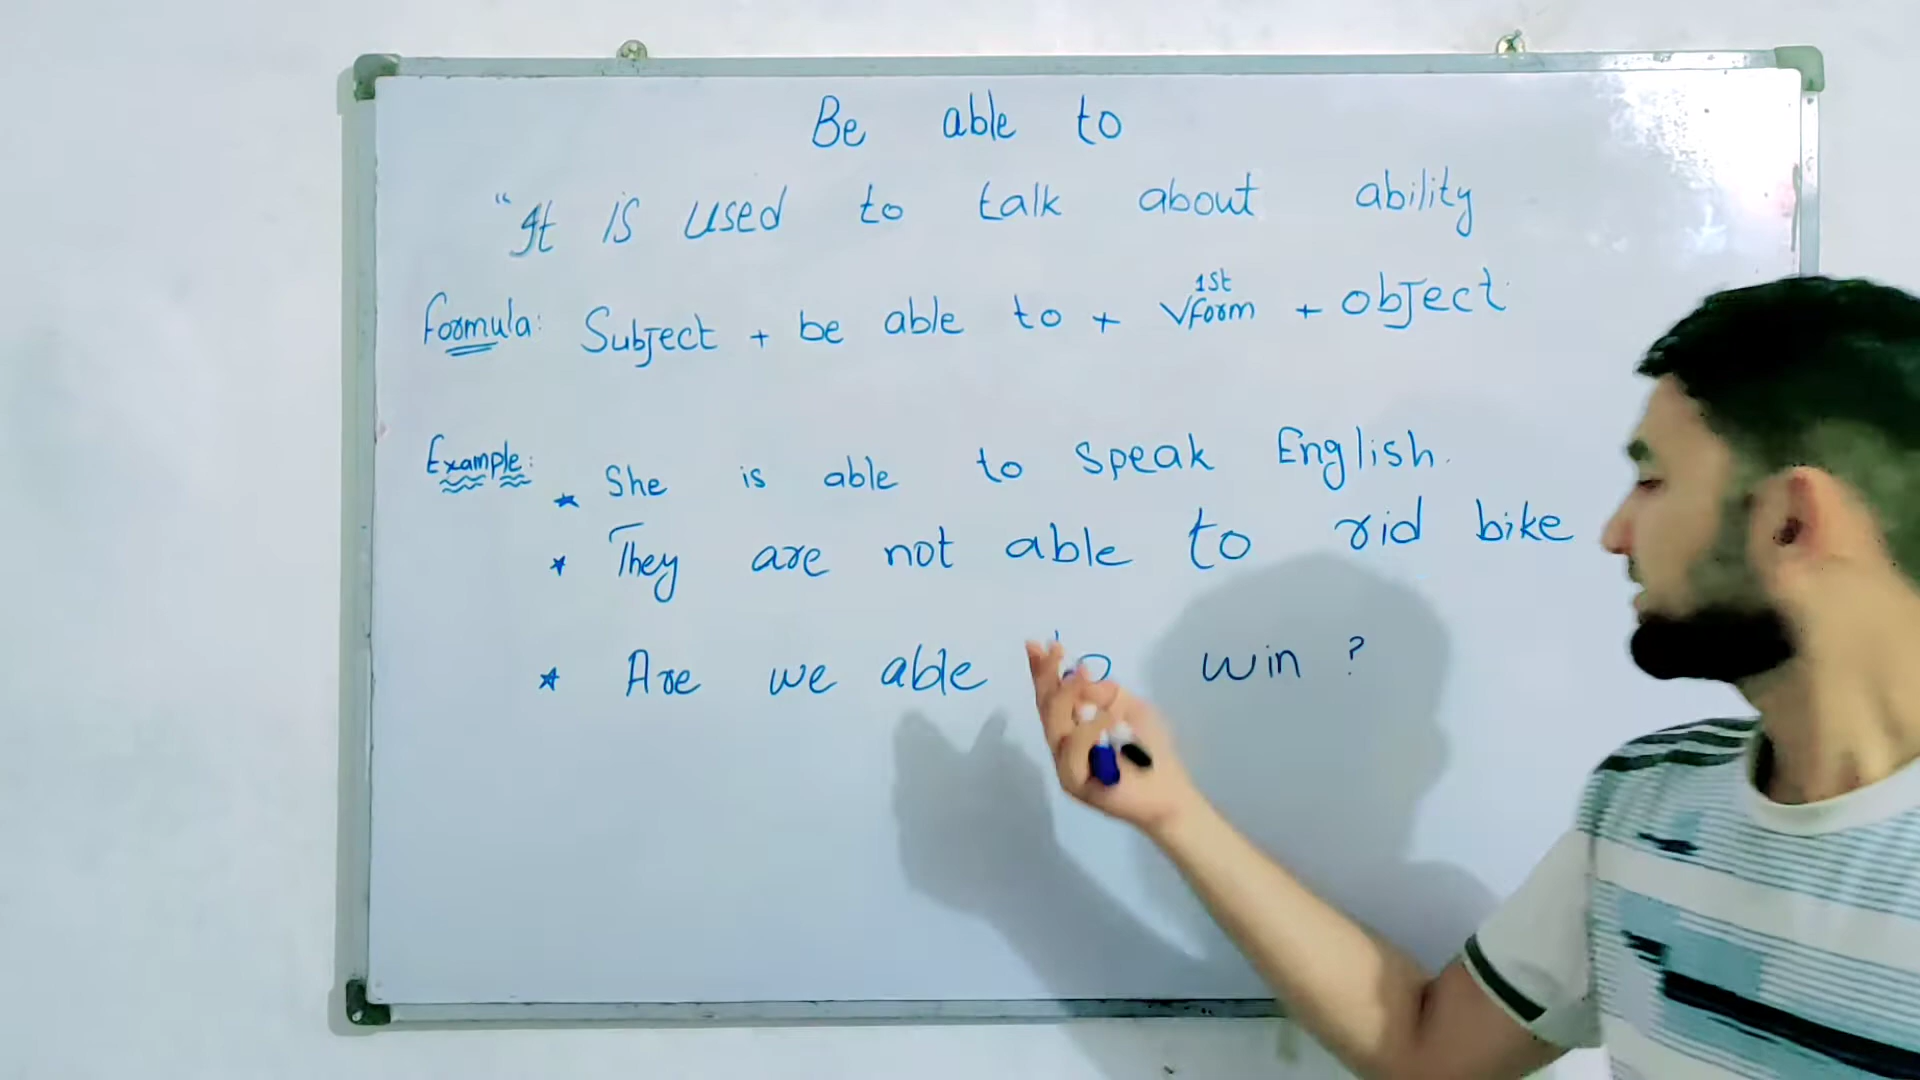 Be able to
"It is used to talk about ability
Formula: Subject + be able to + V 1st form + object
Example: * She is able to speak English.
* They are not able to rid bike
* Are we able to win ?